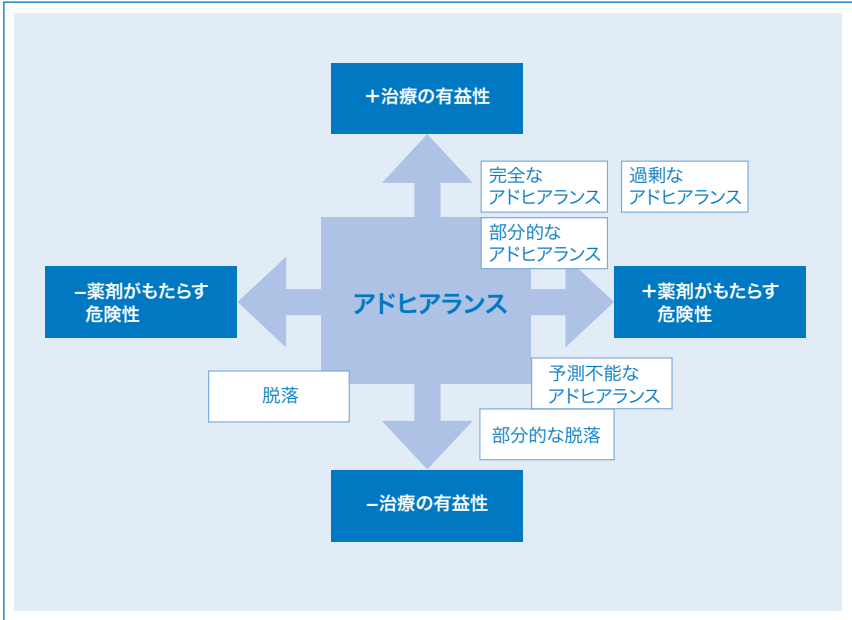 ＋治療の有益性
完全な
アドヒアランス
過剰な
アドヒアランス
部分的な
アドヒアランス
−薬剤がもたらす
危険性
アドヒアランス
＋薬剤がもたらす
危険性
脱落
予測不能な
アドヒアランス
部分的な脱落
−治療の有益性